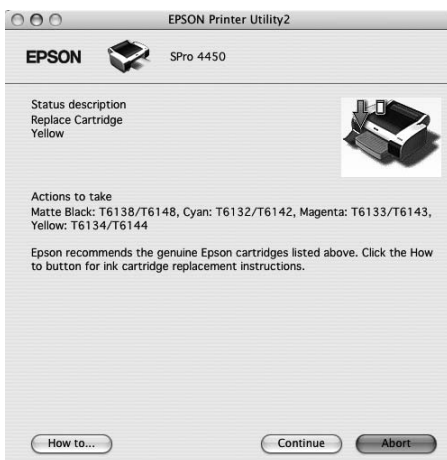 EPSON Printer Utility2
EPSON
SPro 4450
Status description
Replace Cartridge
Yellow
Actions to take
Matte Black: T6138/T6148, Cyan: T6132/T6142, Magenta: T6133/T6143,
Yellow: T6134/T6144
Epson recommends the genuine Epson cartridges listed above. Click the How
to button for ink cartridge replacement instructions.
How to...
Continue
Abort